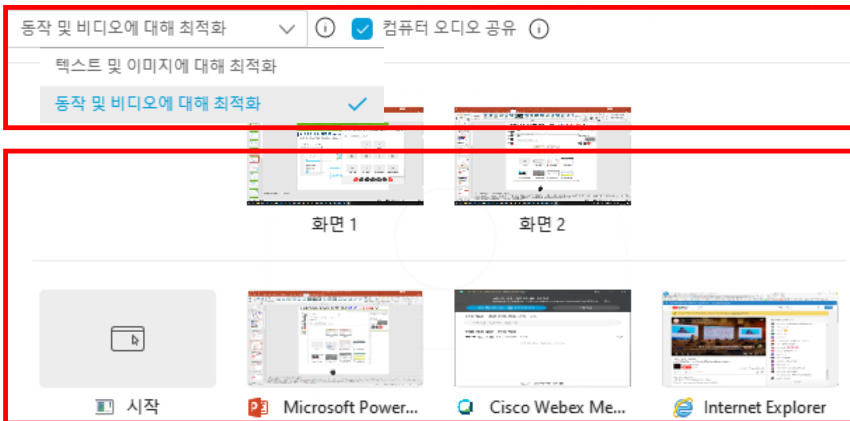 동작 및 비디오에 대해 최적화 컴퓨터 오디오 공유
텍스트 및 이미지에 대해 최적화
동작 및 비디오에 대해 최적화
화면 1 화면 2
시작 Microsoft Power... Cisco Webex Me... Internet Explorer